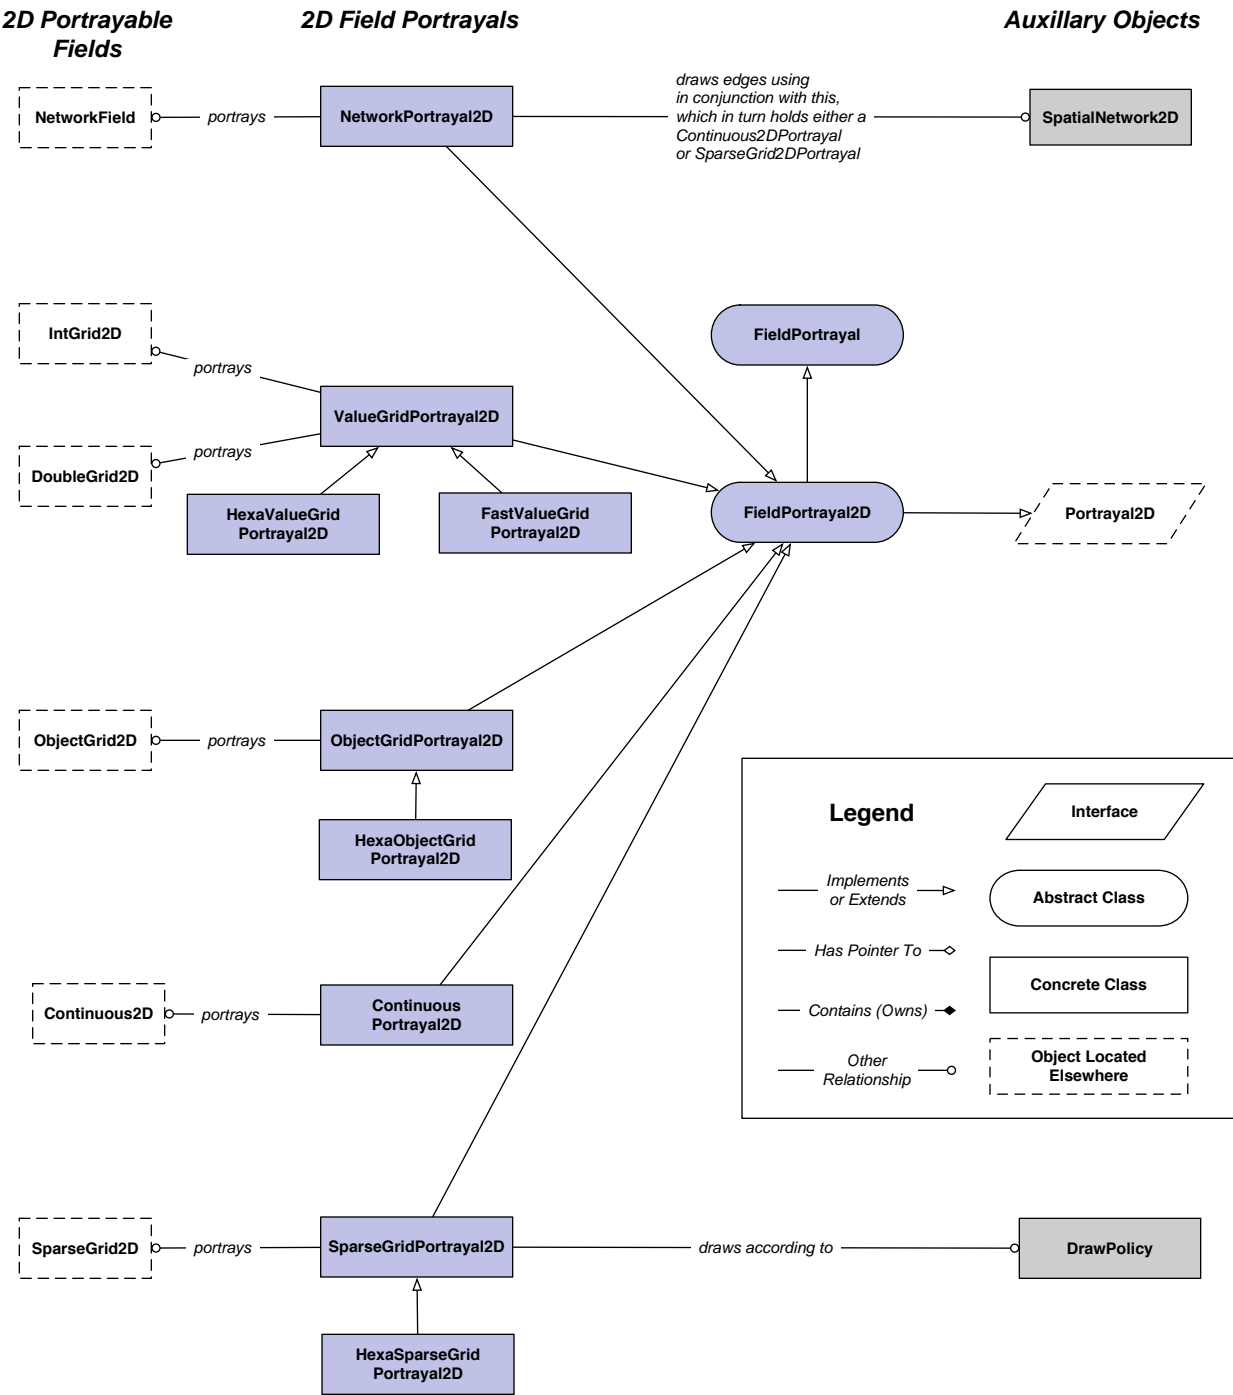 2D Portrayable
Fields
2D Field Portrayals
Auxillary Objects
NetworkField
portrays
NetworkPortrayal2D
draws edges using
in conjunction with this,
which in turn holds either a
Continuous2DPortrayal
or SparseGrid2DPortrayal
SpatialNetwork2D
IntGrid2D
portrays
FieldPortrayal
ValueGridPortrayal2D
DoubleGrid2D
portrays
HexaValueGrid
Portrayal2D
FastValueGrid
Portrayal2D
FieldPortrayal2D
Portrayal2D
ObjectGrid2D
portrays
ObjectGridPortrayal2D
HexaObjectGrid
Portrayal2D
Legend
Interface
Implements
or Extends
Abstract Class
Has Pointer To
Concrete Class
Contains (Owns)
Other
Relationship
Object Located
Elsewhere
Continuous2D
portrays
Continuous
Portrayal2D
SparseGrid2D
portrays
SparseGridPortrayal2D
draws according to
DrawPolicy
HexaSparseGrid
Portrayal2D